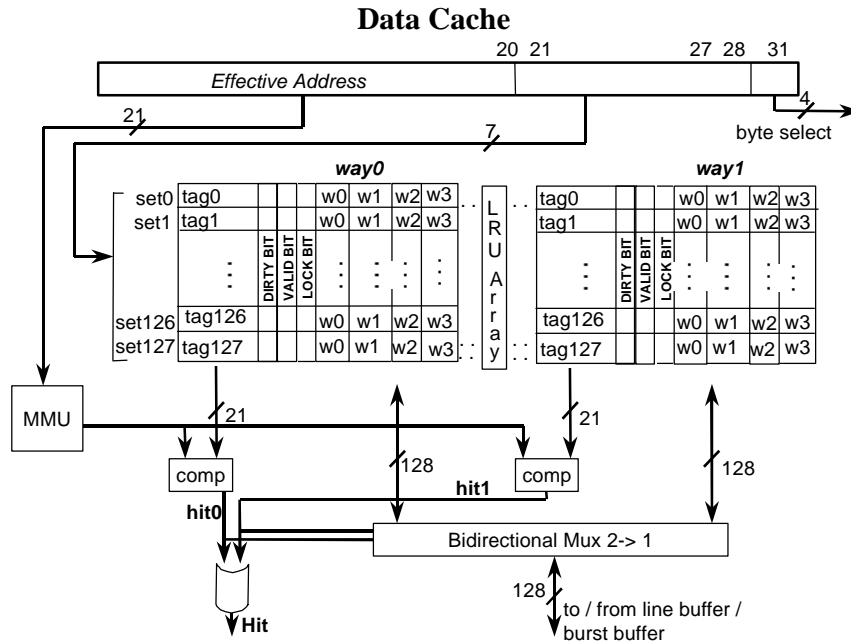 Data Cache
20 21 27 28 31
Effective Address
21
7
4
byte select
way0 way1
set0 tag0 w0 w1 w2 w3 . . . . tag0 w0 w1 w2 w3
set1 tag1 w0 w1 w2 w3 tag1 w0 w1 w2 w3
DIRTY BIT
VALID BIT
LOCK BIT
LRU Array
DIRTY BIT
VALID BIT
LOCK BIT
set126 tag126 w0 w1 w2 w3 tag126 w0 w1 w2 w3
set127 tag127 w0 w1 w2 w3 tag127 w0 w1 w2 w3
MMU
21
128
21
128
comp
comp
hit0
hit1
Bidirectional Mux 2-> 1
Hit
128
to / from line buffer /
burst buffer